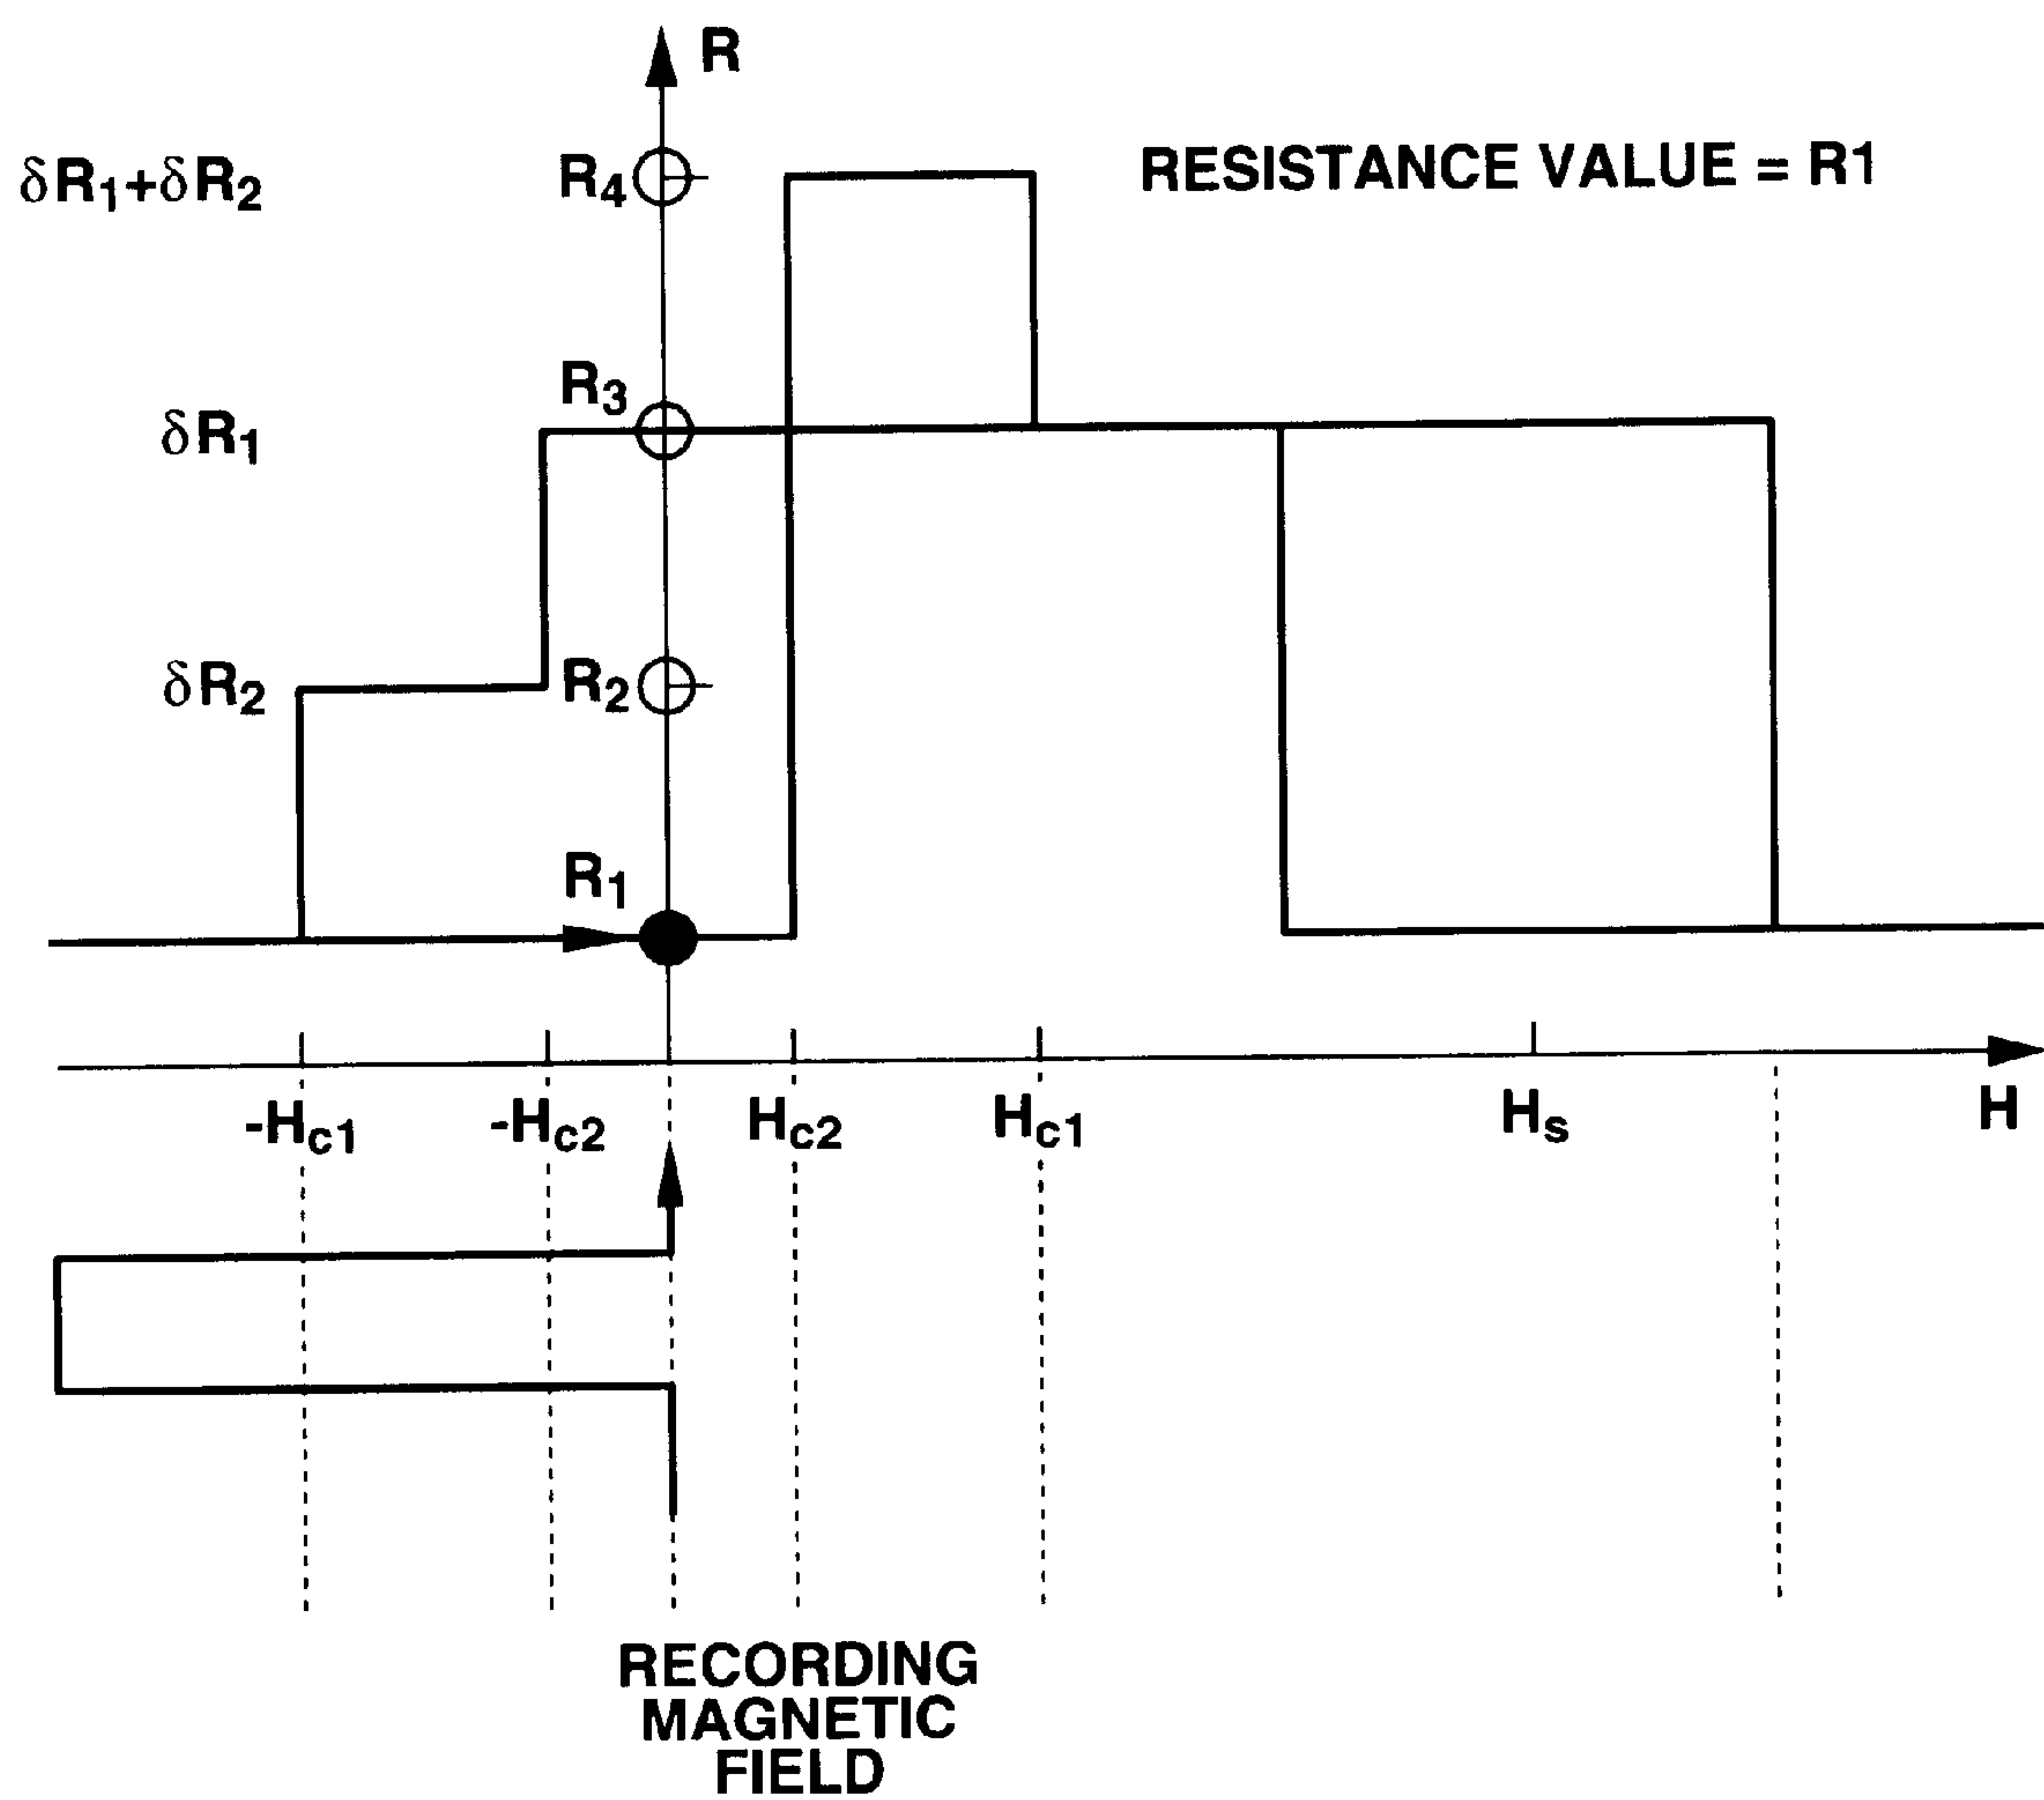 R
δR₁+δR₂
R₄
RESISTANCE VALUE = R1
R₃
δR₁
δR₂
R₂
R₁
-Hc1
-Hc2
Hc2
Hc1
Hs
H
RECORDING
MAGNETIC
FIELD